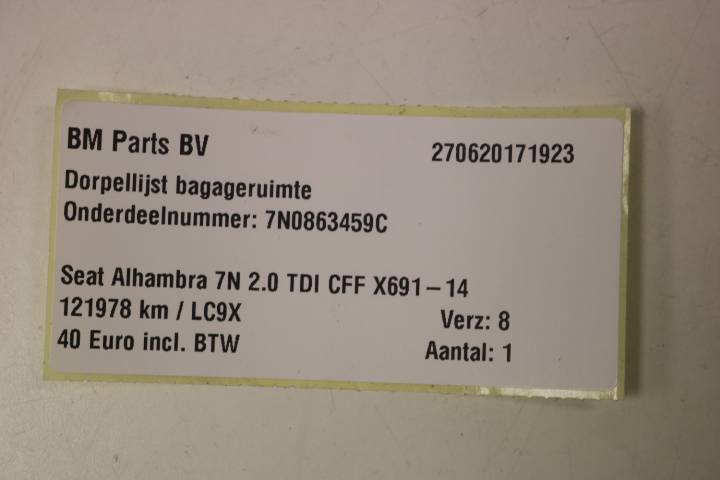 BM Parts BV 270620171923
Dorpellijst bagageruimte
Onderdeelnummer: 7N0863459C
Seat Alhambra 7N 2.0 TDI CFF X691-14
121978 km / LC9X Verz: 8
40 Euro incl. BTW Aantal: 1